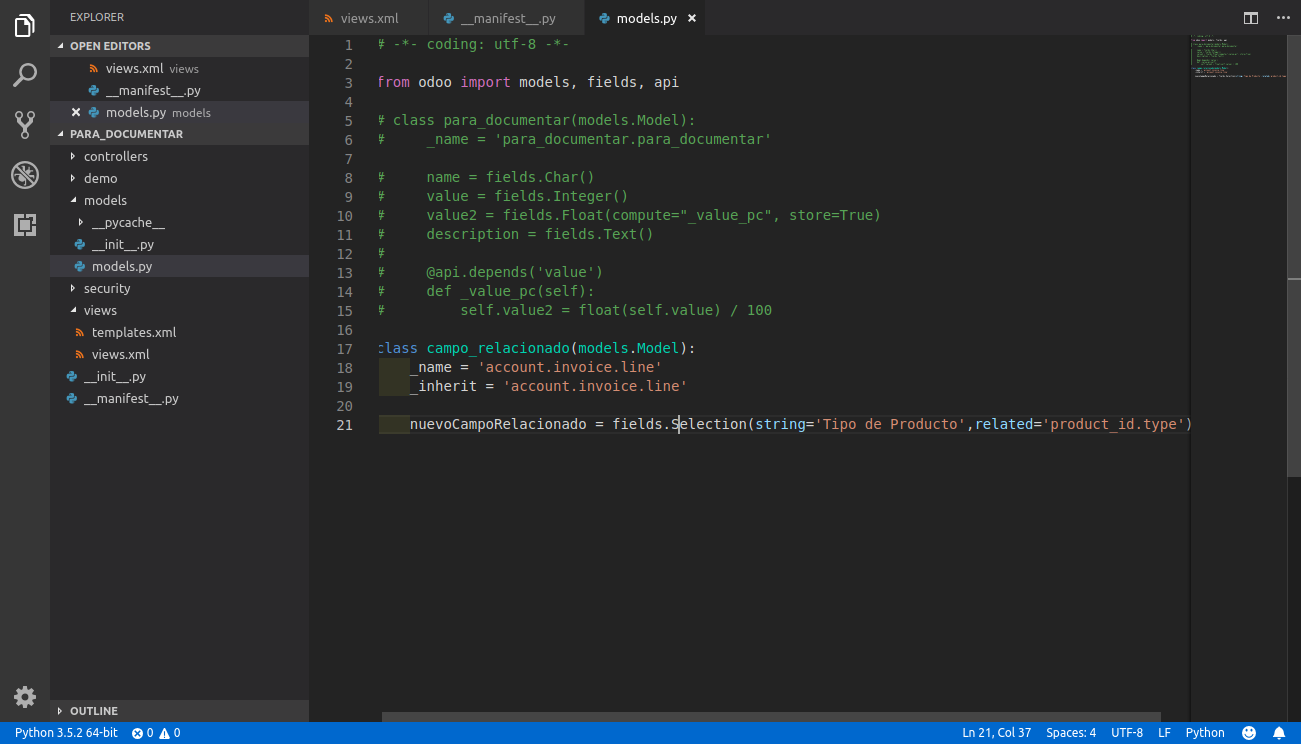 EXPLORER
OPEN EDITORS
views.xml views
__manifest__.py
models.py models
PARA_DOCUMENTAR
controllers
demo
models
__pycache__
__init__.py
models.py
security
views
templates.xml
views.xml
__init__.py
__manifest__.py
OUTLINE
views.xml
__manifest__.py
models.py
1 # -*- coding: utf-8 -*-
2
3 from odoo import models, fields, api
4
5 # class para_documentar(models.Model):
6 #     _name = 'para_documentar.para_documentar'
7
8 #     name = fields.Char()
9 #     value = fields.Integer()
10 #     value2 = fields.Float(compute="_value_pc", store=True)
11 #     description = fields.Text()
12 #
13 #     @api.depends('value')
14 #     def _value_pc(self):
15 #         self.value2 = float(self.value) / 100
16
17 class campo_relacionado(models.Model):
18     _name = 'account.invoice.line'
19     _inherit = 'account.invoice.line'
20
21     nuevoCampoRelacionado = fields.Selection(string='Tipo de Producto',related='product_id.type')
Python 3.5.2 64-bit 0 0 Ln 21, Col 37 Spaces: 4 UTF-8 LF Python